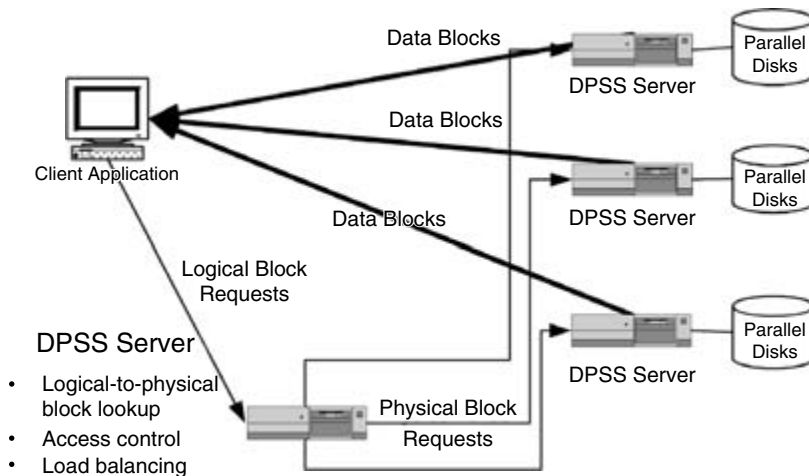 Data Blocks
Parallel
Disks
DPSS Server
Client Application
Data Blocks
Parallel
Disks
DPSS Server
Data Blocks
Logical Block
Requests
Parallel
Disks
DPSS Server
DPSS Server
• Logical-to-physical
block lookup
• Access control
• Load balancing
Physical Block
Requests